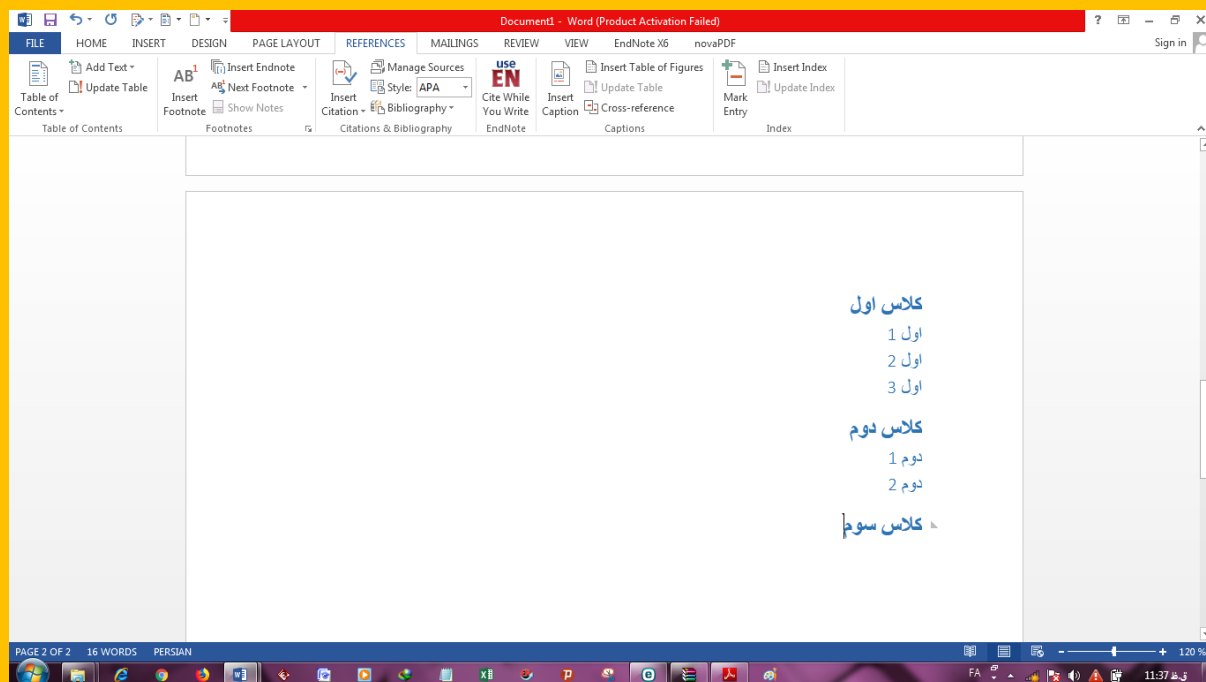 Document1 - Word (Product Activation Failed)
FILE HOME INSERT DESIGN PAGE LAYOUT REFERENCES MAILINGS REVIEW VIEW EndNote X6 novaPDF Sign in
Table of Contents
Add Text
Update Table
Table of Contents
AB1
Insert Footnote
Insert Endnote
Next Footnote
Show Notes
Footnotes
Insert Citation
Manage Sources
Style: APA
Bibliography
Citations & Bibliography
use
EN
Cite While You Write
EndNote
Insert Caption
Insert Table of Figures
Update Table
Cross-reference
Captions
Mark Entry
Insert Index
Update Index
Index
کلاس اول
اول 1
اول 2
اول 3
کلاس دوم
دوم 1
دوم 2
کلاس سوم
PAGE 2 OF 2 16 WORDS PERSIAN 120 %
FA 11:37 ق.ظ